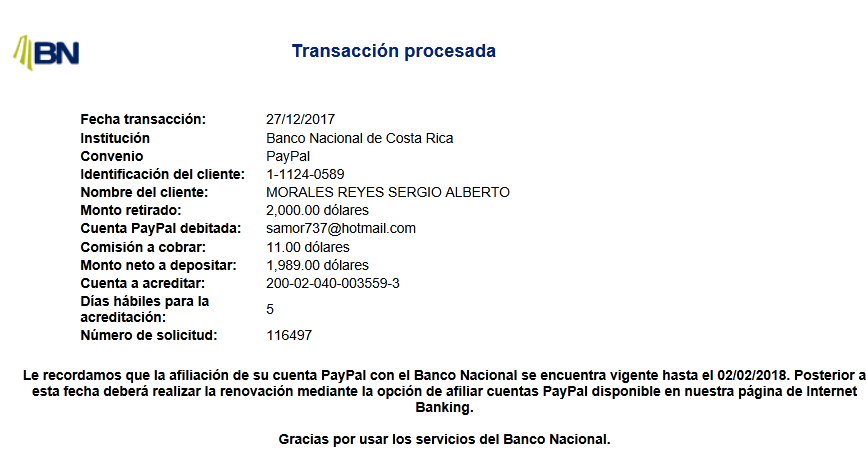 BN
Transacción procesada
Fecha transacción: 27/12/2017
Institución Banco Nacional de Costa Rica
Convenio PayPal
Identificación del cliente: 1-1124-0589
Nombre del cliente: MORALES REYES SERGIO ALBERTO
Monto retirado: 2,000.00 dólares
Cuenta PayPal debitada: samor737@hotmail.com
Comisión a cobrar: 11.00 dólares
Monto neto a depositar: 1,989.00 dólares
Cuenta a acreditar: 200-02-040-003559-3
Días hábiles para la
acreditación: 5
Número de solicitud: 116497
Le recordamos que la afiliación de su cuenta PayPal con el Banco Nacional se encuentra vigente hasta el 02/02/2018. Posterior a
esta fecha deberá realizar la renovación mediante la opción de afiliar cuentas PayPal disponible en nuestra página de Internet
Banking.
Gracias por usar los servicios del Banco Nacional.